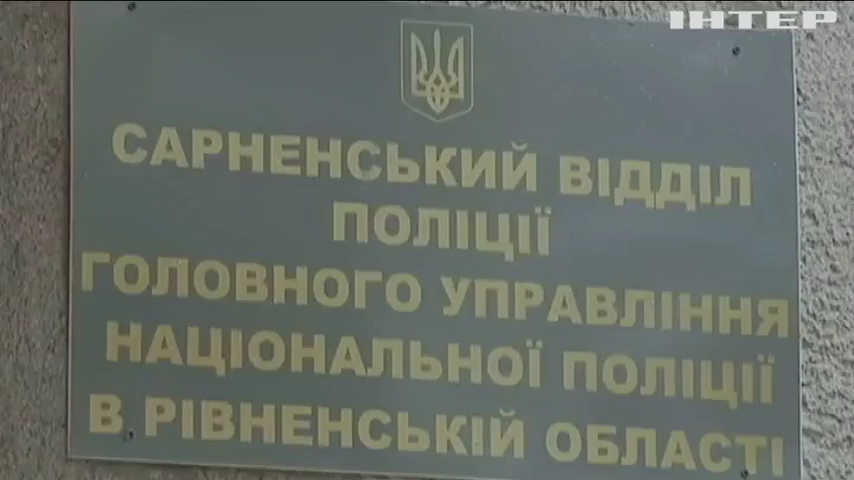 ІНТЕР
САРНЕНСЬКИЙ ВІДДІЛ
ПОЛІЦІЇ
ГОЛОВНОГО УПРАВЛІННЯ
НАЦІОНАЛЬНОЇ ПОЛІЦІЇ
В РІВНЕНСЬКІЙ ОБЛАСТІ